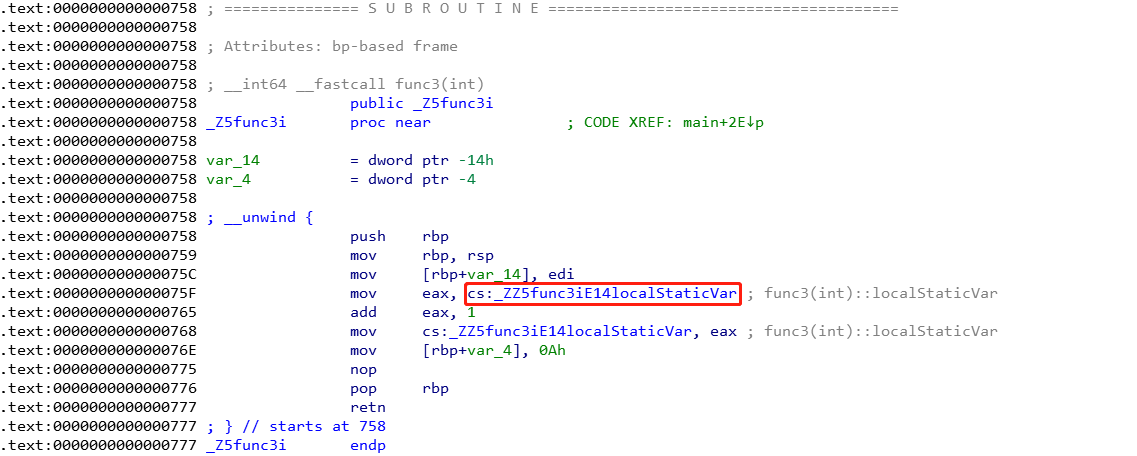 .text:0000000000000758 ; =============== S U B R O U T I N E =======================================
.text:0000000000000758
.text:0000000000000758 ; Attributes: bp-based frame
.text:0000000000000758
.text:0000000000000758 ; __int64 __fastcall func3(int)
.text:0000000000000758                 public _Z5func3i
.text:0000000000000758 _Z5func3i       proc near               ; CODE XREF: main+2E↓p
.text:0000000000000758
.text:0000000000000758 var_14          = dword ptr -14h
.text:0000000000000758 var_4           = dword ptr -4
.text:0000000000000758
.text:0000000000000758 ; __unwind {
.text:0000000000000758                 push    rbp
.text:0000000000000759                 mov     rbp, rsp
.text:000000000000075C                 mov     [rbp+var_14], edi
.text:000000000000075F                 mov     eax, cs:_ZZ5func3iE14localStaticVar ; func3(int)::localStaticVar
.text:0000000000000765                 add     eax, 1
.text:0000000000000768                 mov     cs:_ZZ5func3iE14localStaticVar, eax ; func3(int)::localStaticVar
.text:000000000000076E                 mov     [rbp+var_4], 0Ah
.text:0000000000000775                 nop
.text:0000000000000776                 pop     rbp
.text:0000000000000777                 retn
.text:0000000000000777 ; } // starts at 758
.text:0000000000000777 _Z5func3i       endp